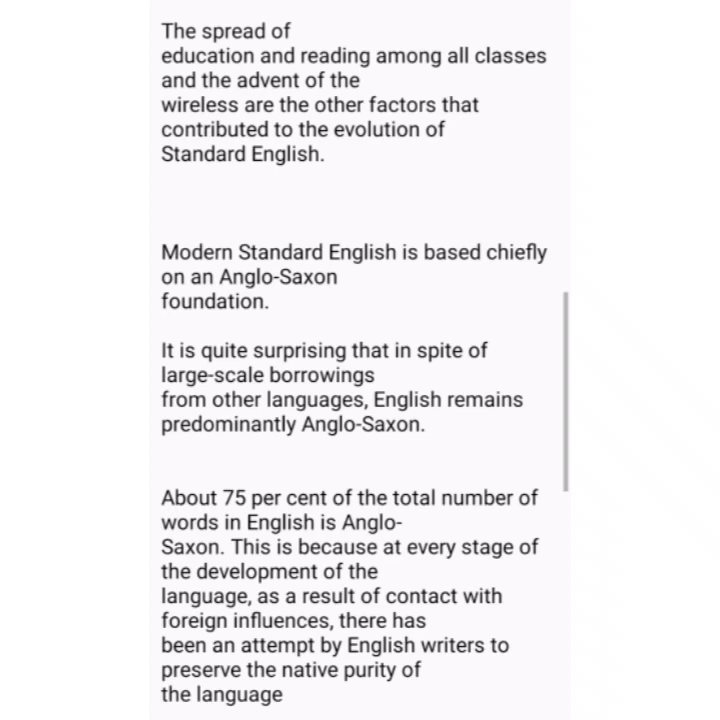 The spread of
education and reading among all classes
and the advent of the
wireless are the other factors that
contributed to the evolution of
Standard English.
Modern Standard English is based chiefly
on an Anglo-Saxon
foundation.
It is quite surprising that in spite of
large-scale borrowings
from other languages, English remains
predominantly Anglo-Saxon.
About 75 per cent of the total number of
words in English is Anglo-
Saxon. This is because at every stage of
the development of the
language, as a result of contact with
foreign influences, there has
been an attempt by English writers to
preserve the native purity of
the language